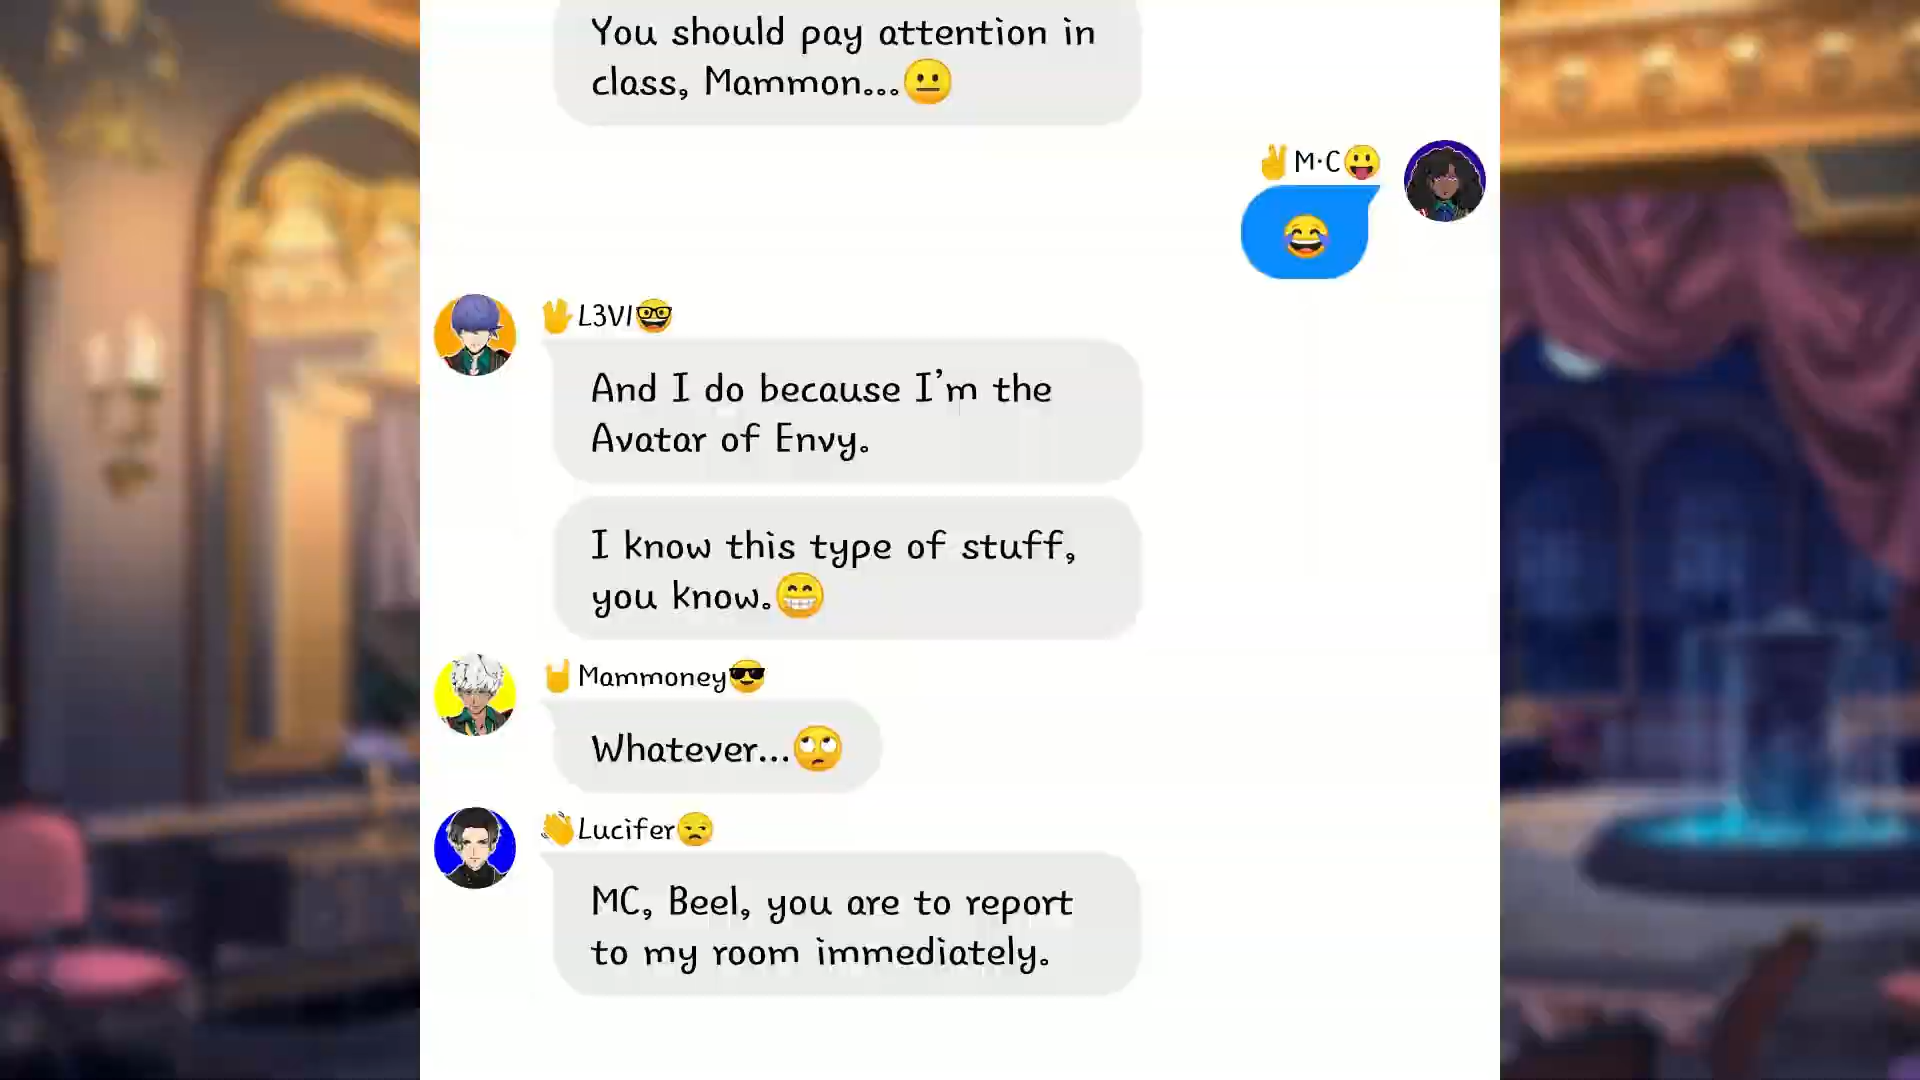 You should pay attention in
class, Mammon...😐
✌M·C😛
😂
🖖L3VI🤓
And I do because I’m the
Avatar of Envy.
I know this type of stuff,
you know.😁
🤘Mammoney😎
Whatever...🙄
👋Lucifer😒
MC, Beel, you are to report
to my room immediately.